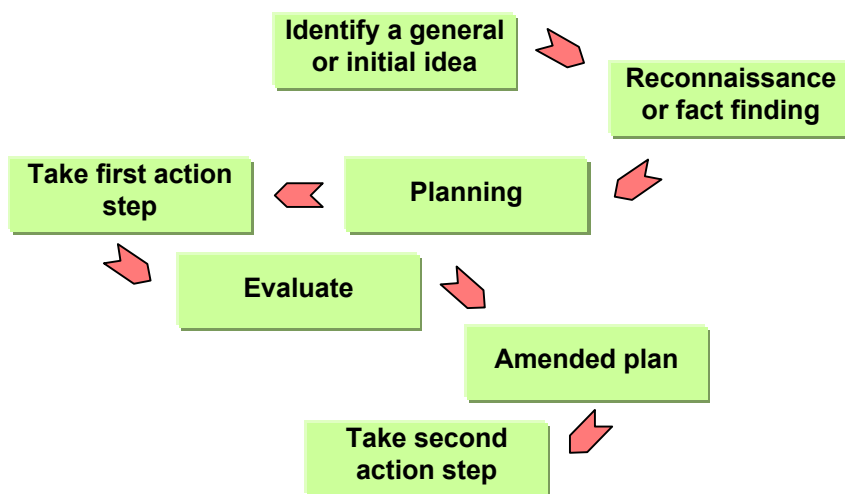 Identify a general
or initial idea
Reconnaissance
or fact finding
Planning
Take first action
step
Evaluate
Amended plan
Take second
action step